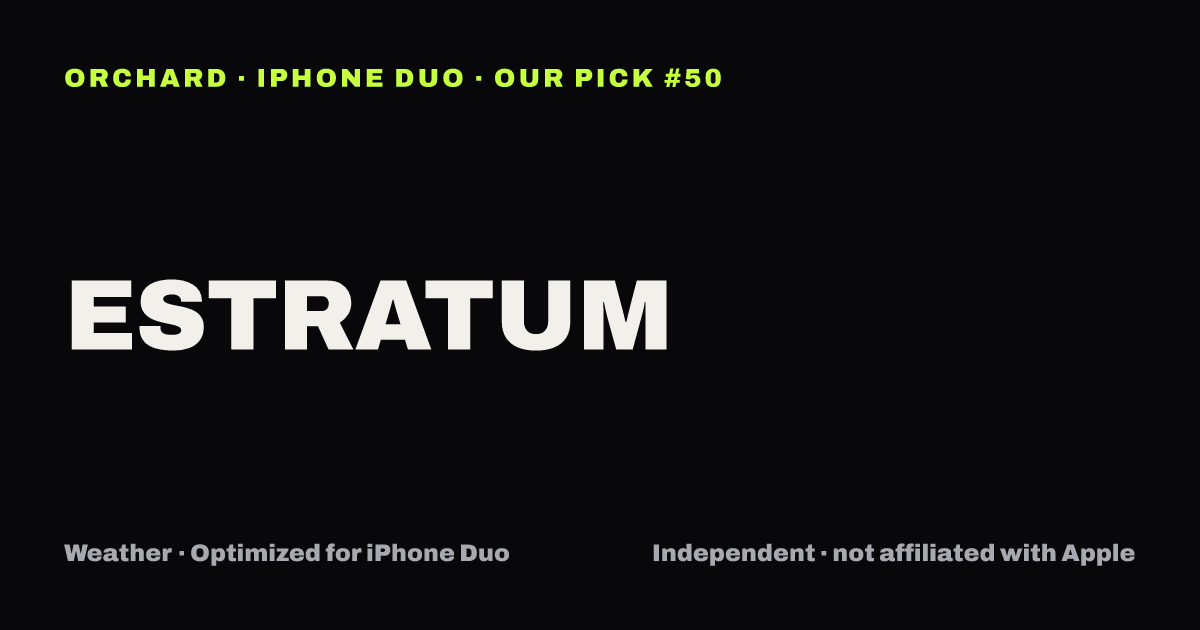 ORCHARD · IPHONE DUO · OUR PICK #50
ESTRATUM
Weather · Optimized for iPhone Duo
Independent · not affiliated with Apple